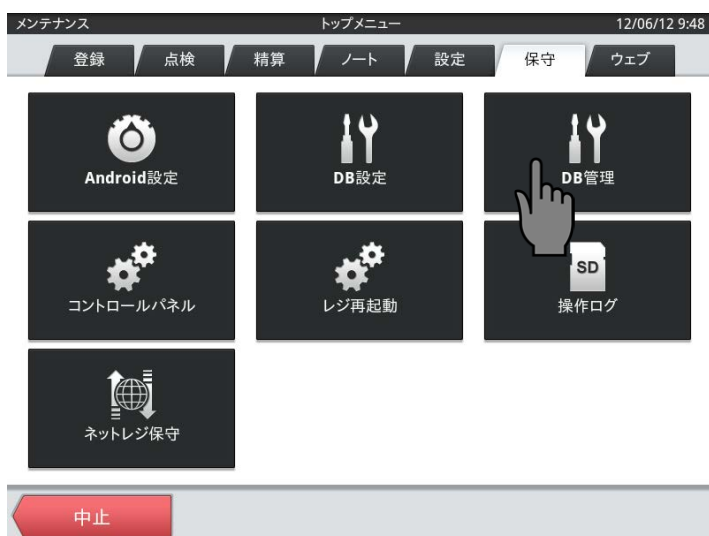 メンテナンス
トップメニュー
12/06/12 9:48
登録
点検
精算
ノート
設定
保守
ウェブ
Android設定
DB設定
DB管理
コントロールパネル
レジ再起動
SD
操作ログ
ネットレジ保守
中止